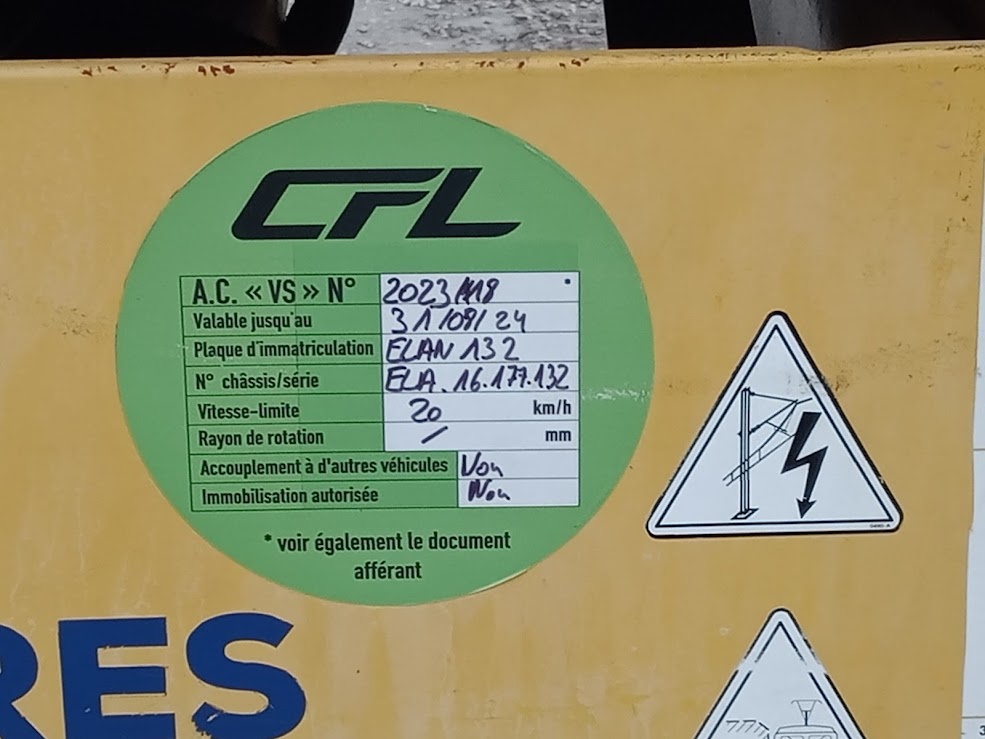 CFL
A.C. « VS » N° 2023/118 *
Valable jusqu'au 31/08/24
Plaque d'immatriculation ELAN 132
N° châssis/série ELA.16.177.132
Vitesse-limite 20 km/h
Rayon de rotation / mm
Accouplement à d'autres véhicules Non
Immobilisation autorisée Non
* voir également le document
afférant
RES